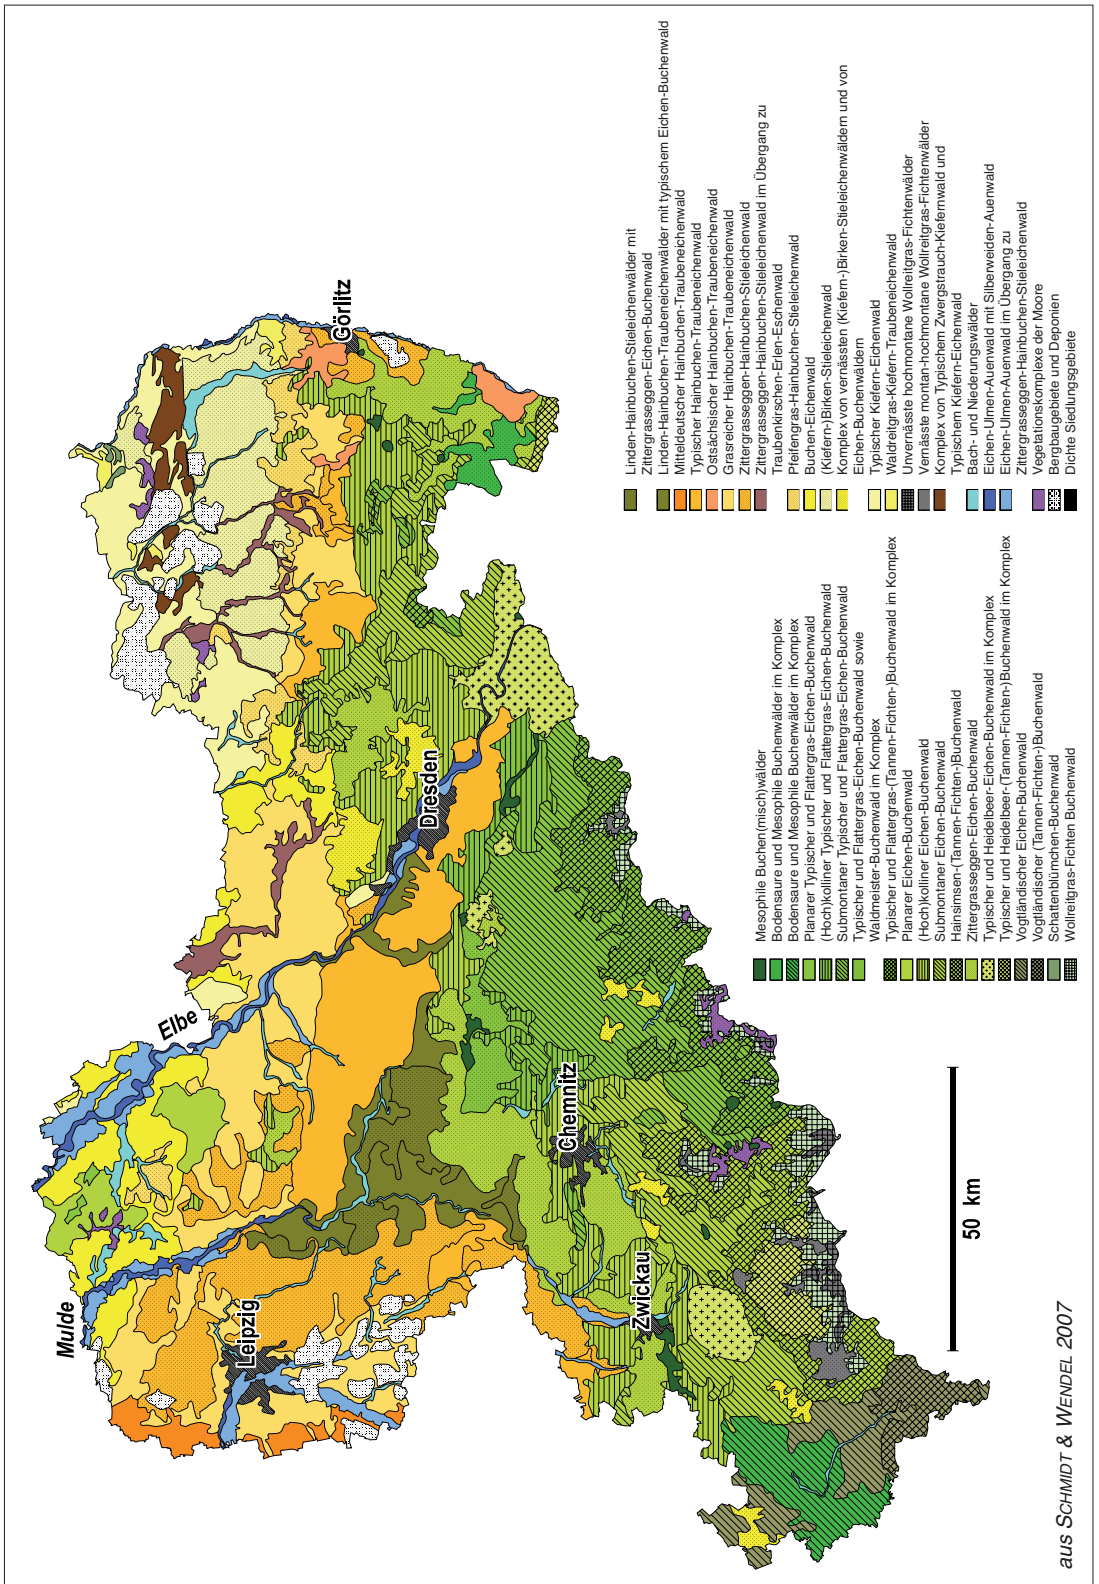 Mulde
Elbe
Leipzig
Görlitz
Dresden
Chemnitz
Zwickau
50 km
aus SCHMIDT & WENDEL 2007
Mesophile Buchen(misch)wälder
Bodensaure und Mesophile Buchenwälder im Komplex
Bodensaure und Mesophile Buchenwälder im Komplex
Planarer Typischer und Flattergras-Eichen-Buchenwald
(Hoch)kolliner Typischer und Flattergras-Eichen-Buchenwald
Submontaner Typischer und Flattergras-Eichen-Buchenwald
Typischer und Flattergras-Eichen-Buchenwald sowie
Waldmeister-Buchenwald im Komplex
Typischer und Flattergras-(Tannen-Fichten-)Buchenwald im Komplex
Planarer Eichen-Buchenwald
(Hoch)kolliner Eichen-Buchenwald
Submontaner Eichen-Buchenwald
Hainsimsen-(Tannen-Fichten-)Buchenwald
Zittergrasseggen-Eichen-Buchenwald
Typischer und Heidelbeer-Eichen-Buchenwald im Komplex
Typischer und Heidelbeer-(Tannen-Fichten-)Buchenwald im Komplex
Vogtländischer Eichen-Buchenwald
Vogtländischer (Tannen-Fichten-)Buchenwald
Schattenblümchen-Buchenwald
Wollreitgras-Fichten Buchenwald
Linden-Hainbuchen-Stieleichenwälder mit
Zittergrasseggen-Eichen-Buchenwald
Linden-Hainbuchen-Traubeneichenwälder mit typischem Eichen-Buchenwald
Mitteldeutscher Hainbuchen-Traubeneichenwald
Typischer Hainbuchen-Traubeneichenwald
Ostsächsischer Hainbuchen-Traubeneichenwald
Grasreicher Hainbuchen-Traubeneichenwald
Zittergrasseggen-Hainbuchen-Stieleichenwald
Zittergrasseggen-Hainbuchen-Stieleichenwald im Übergang zu
Traubenkirschen-Erlen-Eschenwald
Pfeifengras-Hainbuchen-Stieleichenwald
Buchen-Eichenwald
(Kiefern-)Birken-Stieleichenwald
Komplex von vernässten (Kiefern-)Birken-Stieleichenwäldern und von
Eichen-Buchenwäldern
Typischer Kiefern-Eichenwald
Waldreitgras-Kiefern-Traubeneichenwald
Unvernässte hochmontane Wollreitgras-Fichtenwälder
Vernässte montan-hochmontane Wollreitgras-Fichtenwälder
Komplex von Typischem Zwergstrauch-Kiefernwald und
Typischem Kiefern-Eichenwald
Bach- und Niederungswälder
Eichen-Ulmen-Auenwald mit Silberweiden-Auenwald
Eichen-Ulmen-Auenwald im Übergang zu
Zittergrasseggen-Hainbuchen-Stieleichenwald
Vegetationskomplexe der Moore
Bergbaugebiete und Deponien
Dichte Siedlungsgebiete